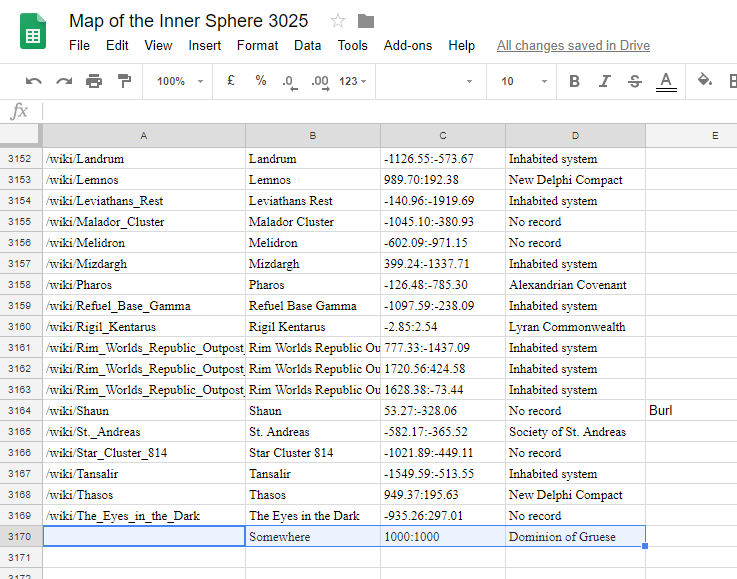 Map of the Inner Sphere 3025
File Edit View Insert Format Data Tools Add-ons Help All changes saved in Drive
100% £ % .0 .00 123 10 B I S A
fx
A B C D E
3152 /wiki/Landrum Landrum -1126.55:-573.67 Inhabited system
3153 /wiki/Lemnos Lemnos 989.70:192.38 New Delphi Compact
3154 /wiki/Leviathans_Rest Leviathans Rest -140.96:-1919.69 Inhabited system
3155 /wiki/Malador_Cluster Malador Cluster -1045.10:-380.93 No record
3156 /wiki/Melidron Melidron -602.09:-971.15 No record
3157 /wiki/Mizdargh Mizdargh 399.24:-1337.71 Inhabited system
3158 /wiki/Pharos Pharos -126.48:-785.30 Alexandrian Covenant
3159 /wiki/Refuel_Base_Gamma Refuel Base Gamma -1097.59:-238.09 Inhabited system
3160 /wiki/Rigil_Kentarus Rigil Kentarus -2.85:2.54 Lyran Commonwealth
3161 /wiki/Rim_Worlds_Republic_Outpost_ Rim Worlds Republic Ou 777.33:-1437.09 Inhabited system
3162 /wiki/Rim_Worlds_Republic_Outpost_ Rim Worlds Republic Ou 1720.56:424.58 Inhabited system
3163 /wiki/Rim_Worlds_Republic_Outpost_ Rim Worlds Republic Ou 1628.38:-73.44 Inhabited system
3164 /wiki/Shaun Shaun 53.27:-328.06 No record Burl
3165 /wiki/St._Andreas St. Andreas -582.17:-365.52 Society of St. Andreas
3166 /wiki/Star_Cluster_814 Star Cluster 814 -1021.89:-449.11 No record
3167 /wiki/Tansalir Tansalir -1549.59:-513.55 Inhabited system
3168 /wiki/Thasos Thasos 949.37:195.63 New Delphi Compact
3169 /wiki/The_Eyes_in_the_Dark The Eyes in the Dark -935.26:297.01 No record
3170 Somewhere 1000:1000 Dominion of Gruese
3171